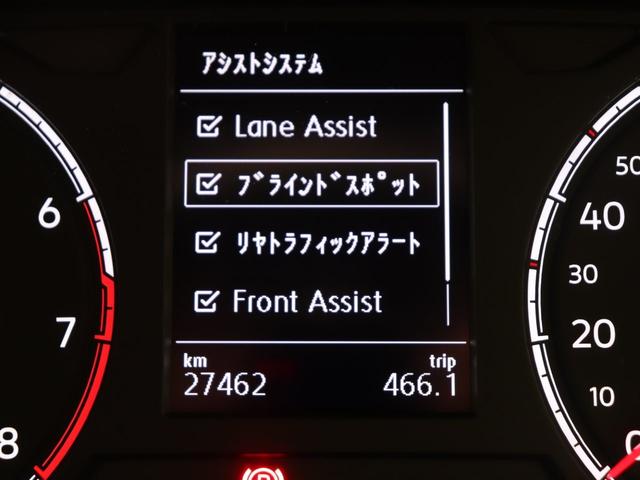 アシストシステム
Lane Assist
ブラインドスポット
リヤトラフィックアラート
Front Assist
km trip
27462 466.1
6
7
8
50
40
30
20
10
0